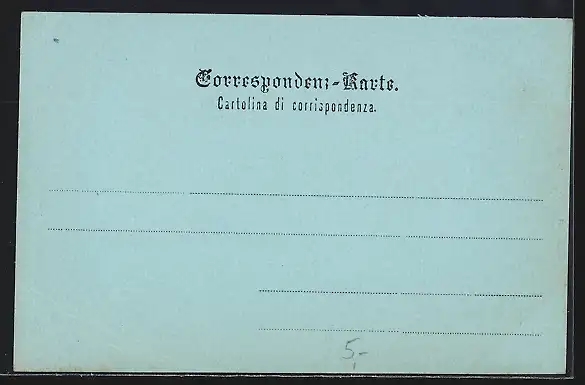 Correspondenz-Karte.
Cartolina di corrispondenza.
5,-